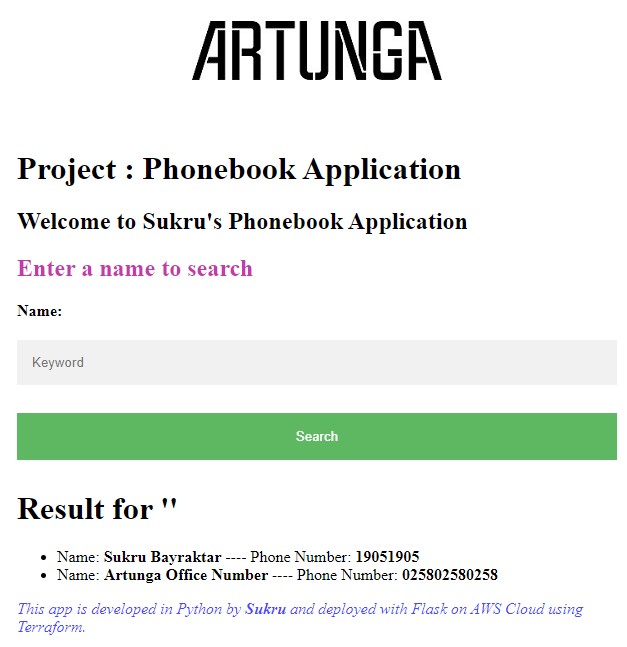 ARTUNGA
Project : Phonebook Application
Welcome to Sukru's Phonebook Application
Enter a name to search
Name:
Keyword
Search
Result for ''
Name: Sukru Bayraktar ---- Phone Number: 19051905
Name: Artunga Office Number ---- Phone Number: 025802580258
This app is developed in Python by Sukru and deployed with Flask on AWS Cloud using
Terraform.